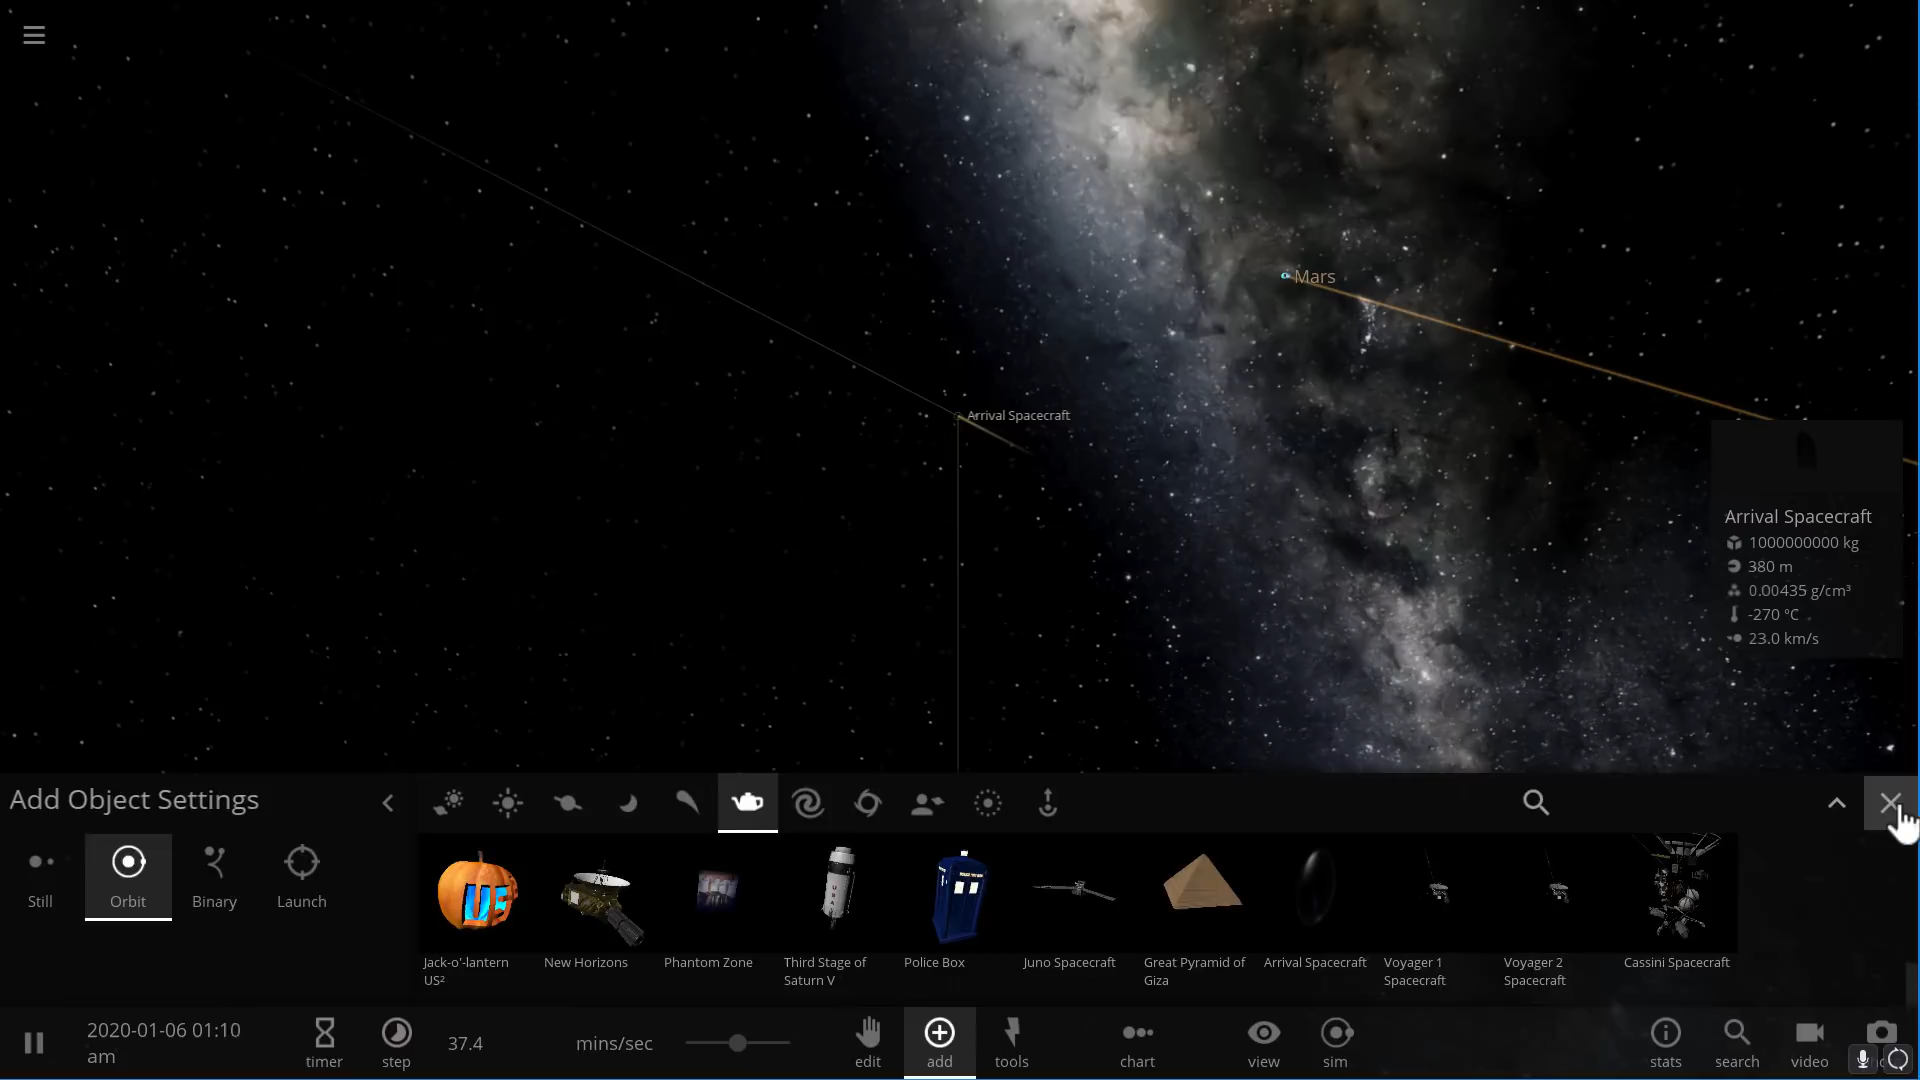 Mars
Arrival Spacecraft
Arrival Spacecraft
1000000000 kg
380 m
0.00435 g/cm³
-270 °C
23.0 km/s
Add Object Settings
Still
Orbit
Binary
Launch
Jack-o'-lantern
US²
New Horizons
Phantom Zone
Third Stage of
Saturn V
Police Box
Juno Spacecraft
Great Pyramid of
Giza
Arrival Spacecraft
Voyager 1
Spacecraft
Voyager 2
Spacecraft
Cassini Spacecraft
2020-01-06 01:10
am
timer
step
37.4
mins/sec
edit
add
tools
chart
view
sim
stats
search
video